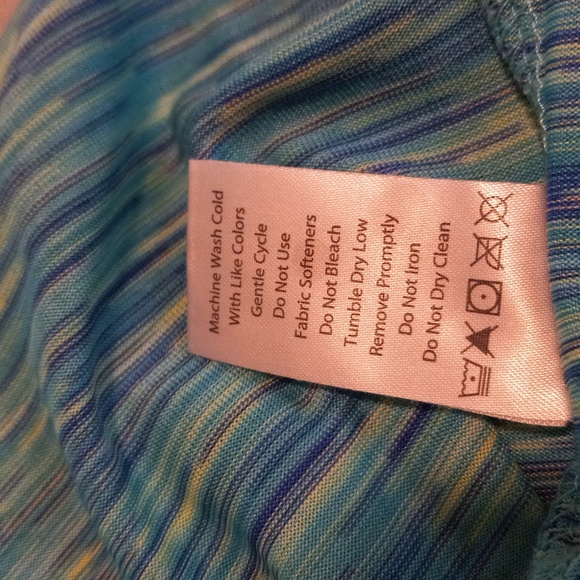 Machine Wash Cold
With Like Colors
Gentle Cycle
Do Not Use
Fabric Softeners
Do Not Bleach
Tumble Dry Low
Remove Promptly
Do Not Iron
Do Not Dry Clean